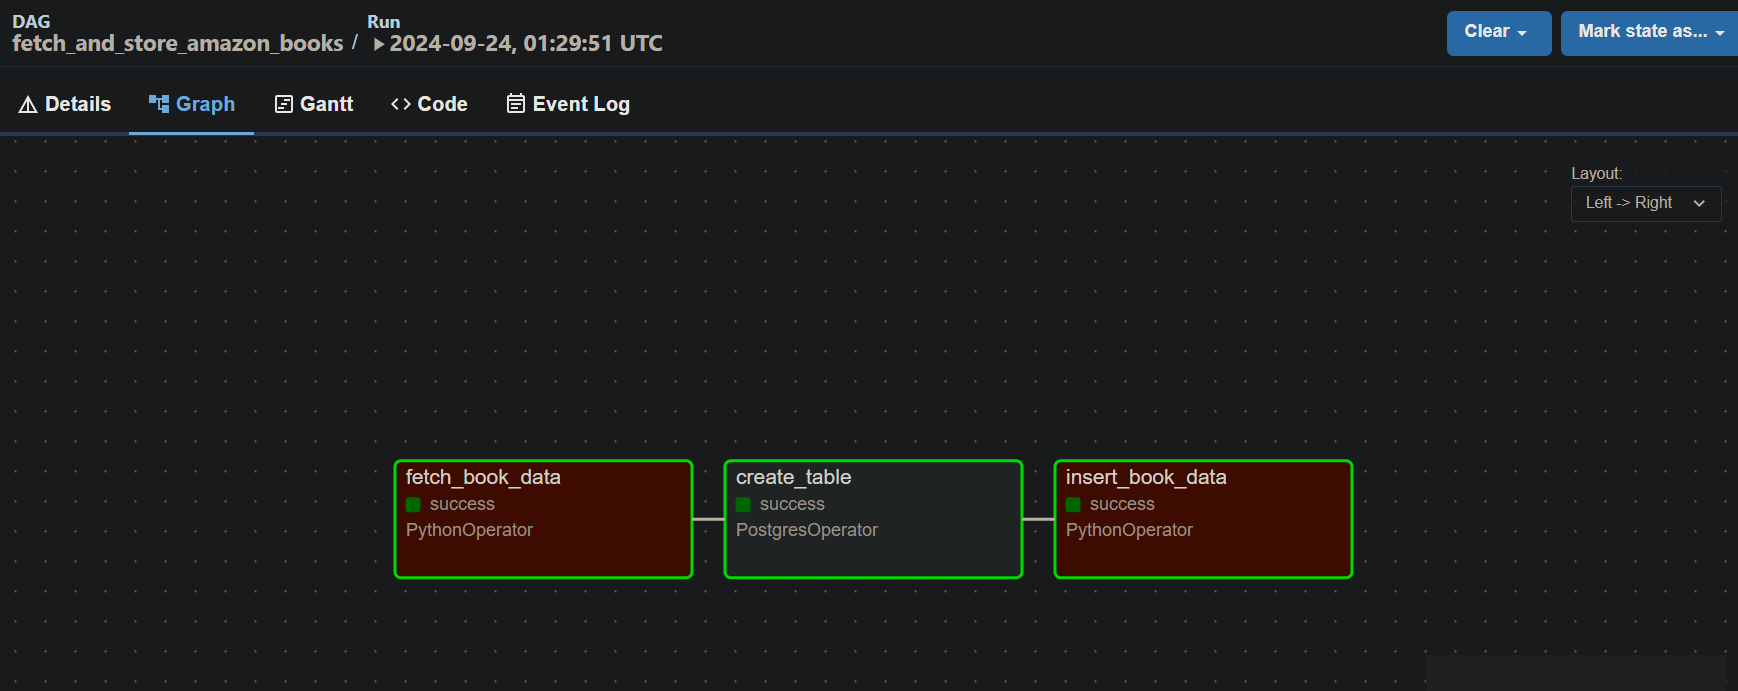 DAG
fetch_and_store_amazon_books /
Run
2024-09-24, 01:29:51 UTC
Clear
Mark state as...
Details
Graph
Gantt
Code
Event Log
Layout:
Left -> Right
fetch_book_data
success
PythonOperator
create_table
success
PostgresOperator
insert_book_data
success
PythonOperator